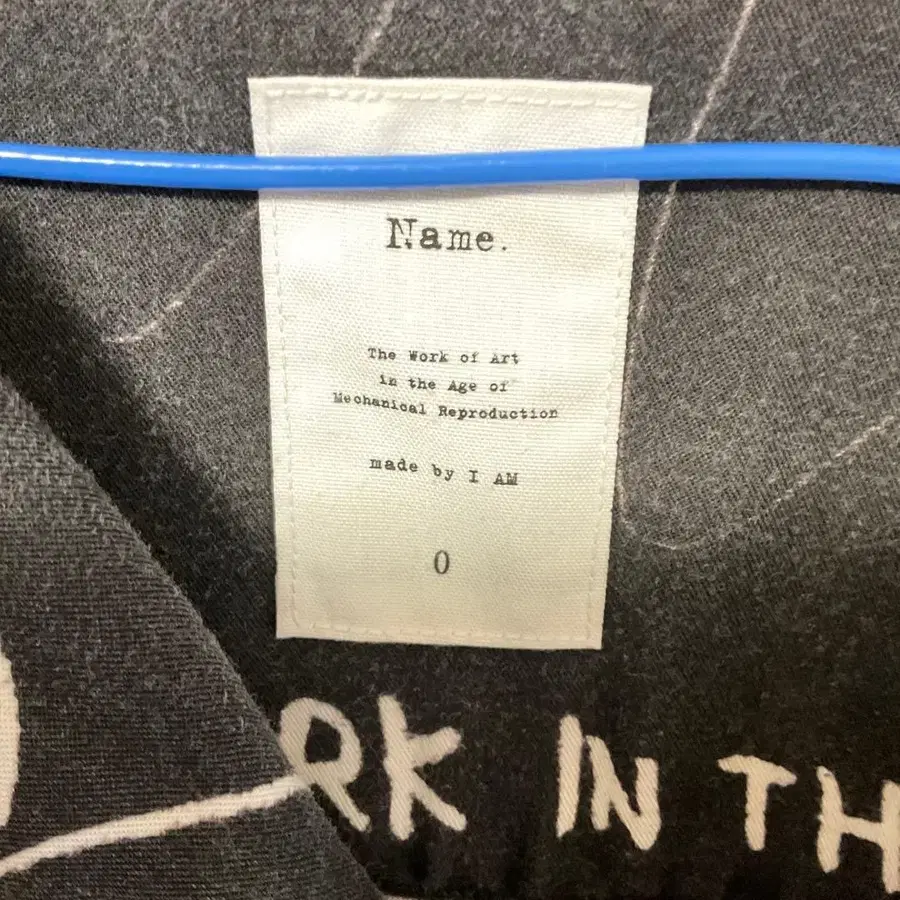 Name.
The Work of Art
in the Age of
Mechanical Reproduction
made by I AM
0
RK IN TH